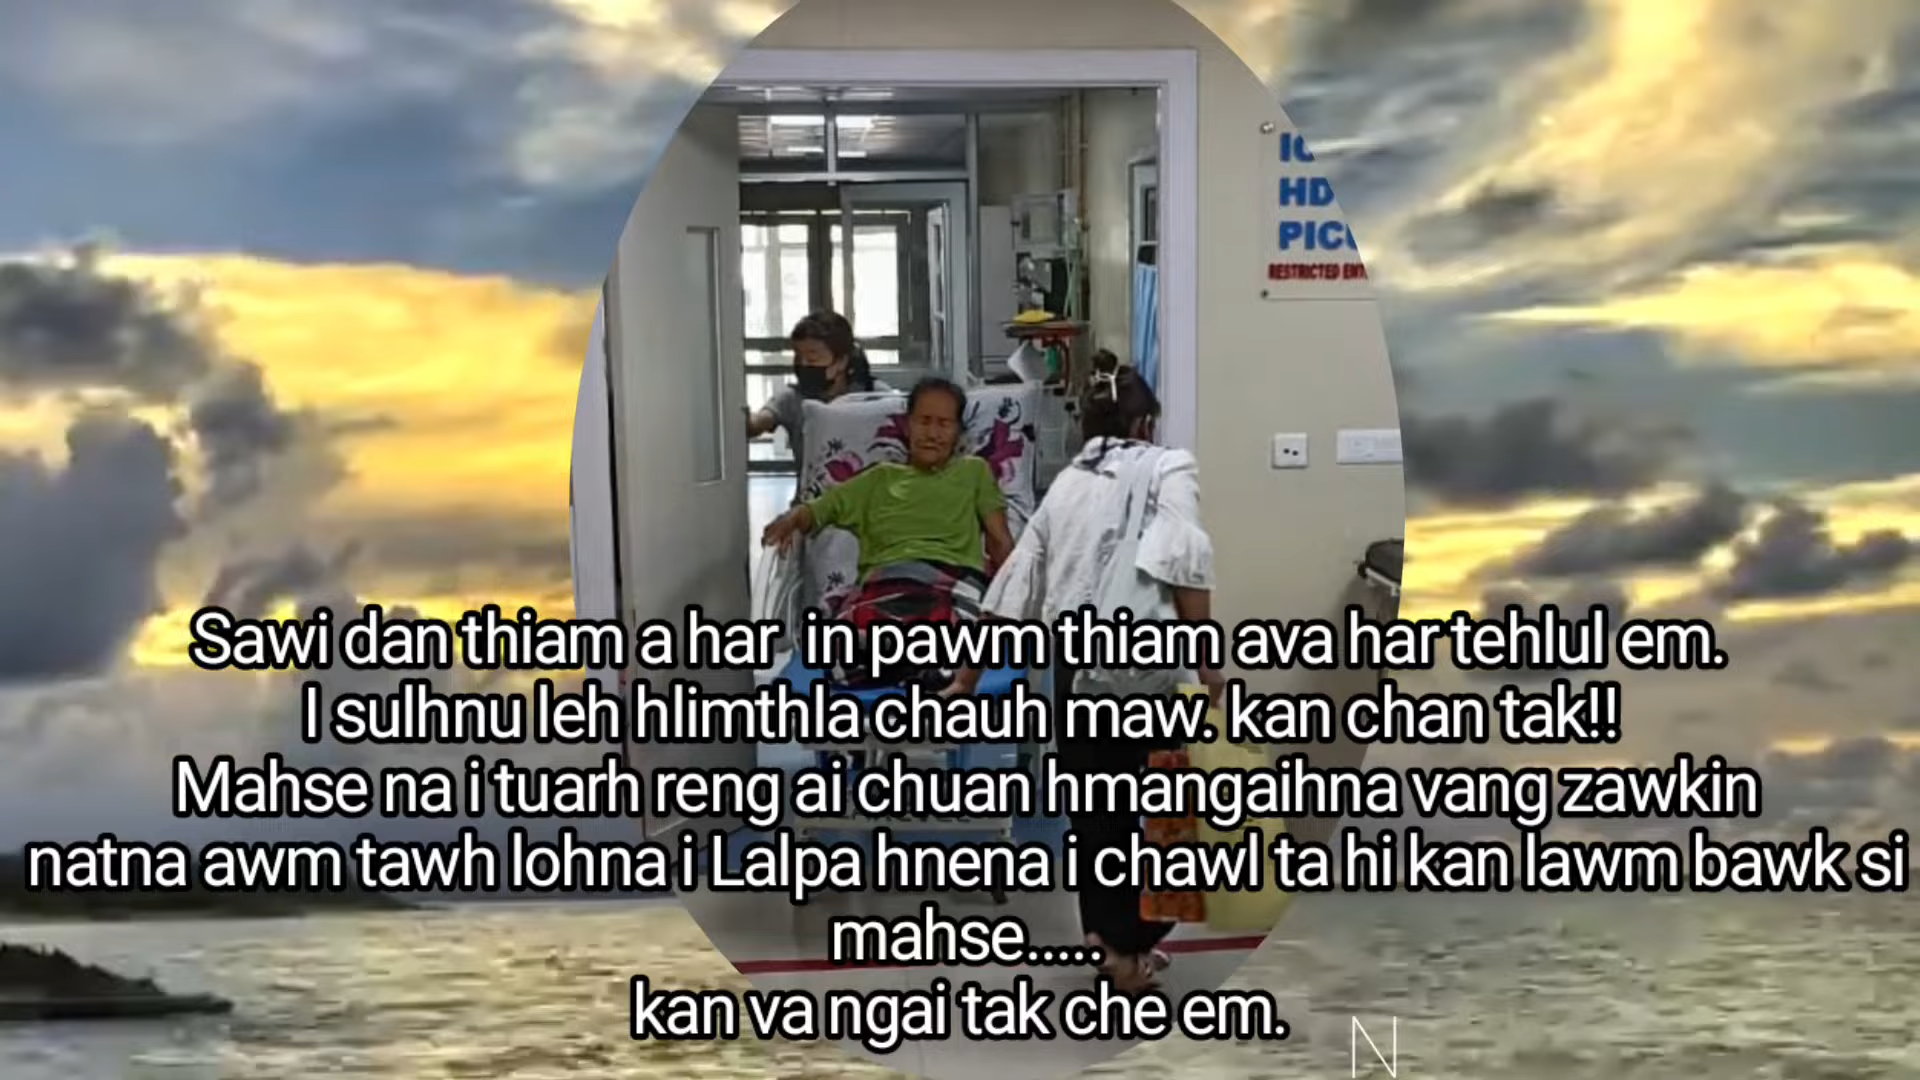 HD
RESTRICTED
Sawi dan thiam a har in pawm thiam ava har tehlul em.
I sulhnu leh hlimthla chauh maw. kan chan tak!!
Mahse na i tuarh reng ai chuan hmangaihna vang zawkin
natna awm tawh lohna i Lalpa hnena i chawl ta hi kan lawm bawk si
mahse.....
kan va ngai tak che em.
N